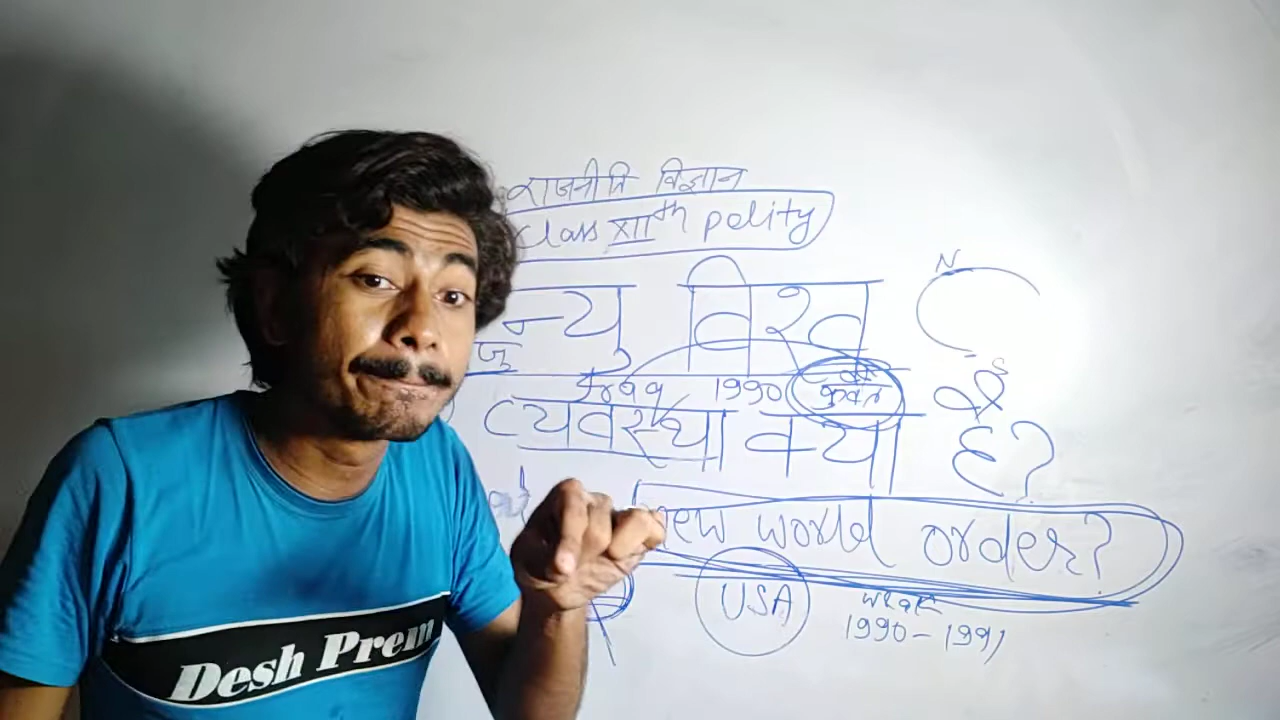 राजनीति विज्ञान
Class XIIth polity
न्यु विश्व
N
1990 कुवैत
S
व्यवस्था क्या है?
new world order?
USA
1990-1991
Desh Prem